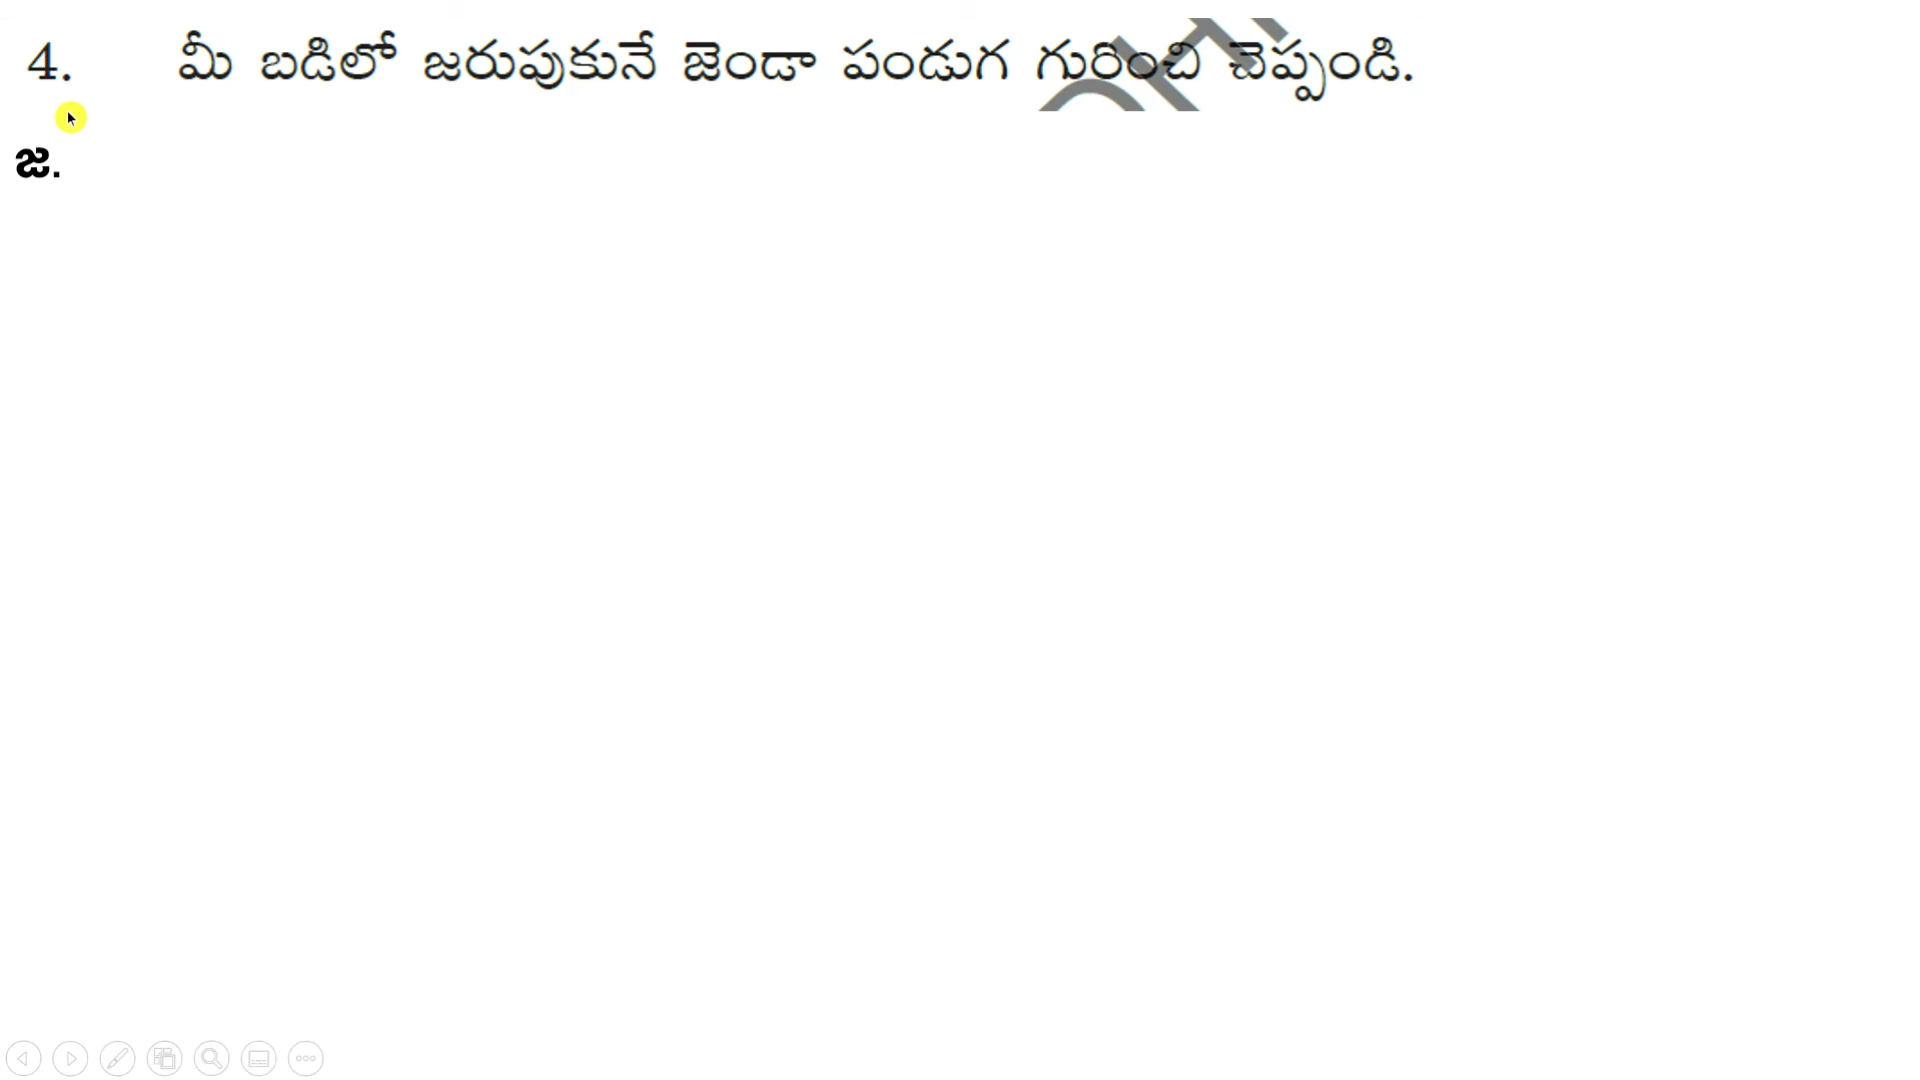 4. మీ బడిలో జరుపుకునే జెండా పండుగ గురించి చెప్పండి.
జ.